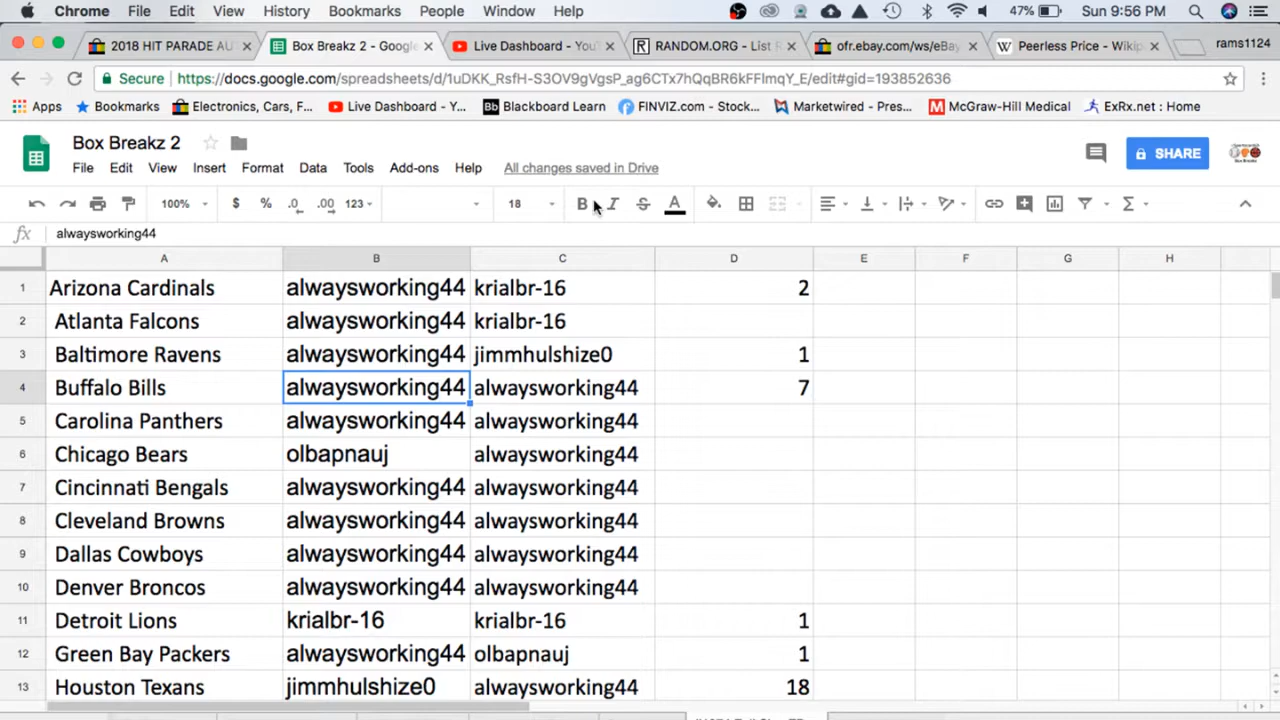 Chrome File Edit View History Bookmarks People Window Help 47% Sun 9:56 PM
2018 HIT PARADE AU × Box Breakz 2 - Google × Live Dashboard - You × RANDOM.ORG - List R × ofr.ebay.com/ws/eBay × Peerless Price - Wikip × rams1124
Secure https://docs.google.com/spreadsheets/d/1uDKK_RsfH-S3OV9gVgsP_ag6CTx7hQqBR6kFFlmqY_E/edit#gid=193852636
Apps Bookmarks Electronics, Cars, F... Live Dashboard - Y... Bb Blackboard Learn FINVIZ.com - Stock... Marketwired - Pres... M McGraw-Hill Medical ExRx.net : Home
Box Breakz 2
SHARE
File Edit View Insert Format Data Tools Add-ons Help All changes saved in Drive
100% $ % .0 .00 123 18 B I S A
fx alwaysworking44
A B C D E F G H
1 Arizona Cardinals alwaysworking44 krialbr-16 2
2 Atlanta Falcons alwaysworking44 krialbr-16
3 Baltimore Ravens alwaysworking44 jimmhulshize0 1
4 Buffalo Bills alwaysworking44 alwaysworking44 7
5 Carolina Panthers alwaysworking44 alwaysworking44
6 Chicago Bears olbapnauj alwaysworking44
7 Cincinnati Bengals alwaysworking44 alwaysworking44
8 Cleveland Browns alwaysworking44 alwaysworking44
9 Dallas Cowboys alwaysworking44 alwaysworking44
10 Denver Broncos alwaysworking44 alwaysworking44
11 Detroit Lions krialbr-16 krialbr-16 1
12 Green Bay Packers alwaysworking44 olbapnauj 1
13 Houston Texans jimmhulshize0 alwaysworking44 18